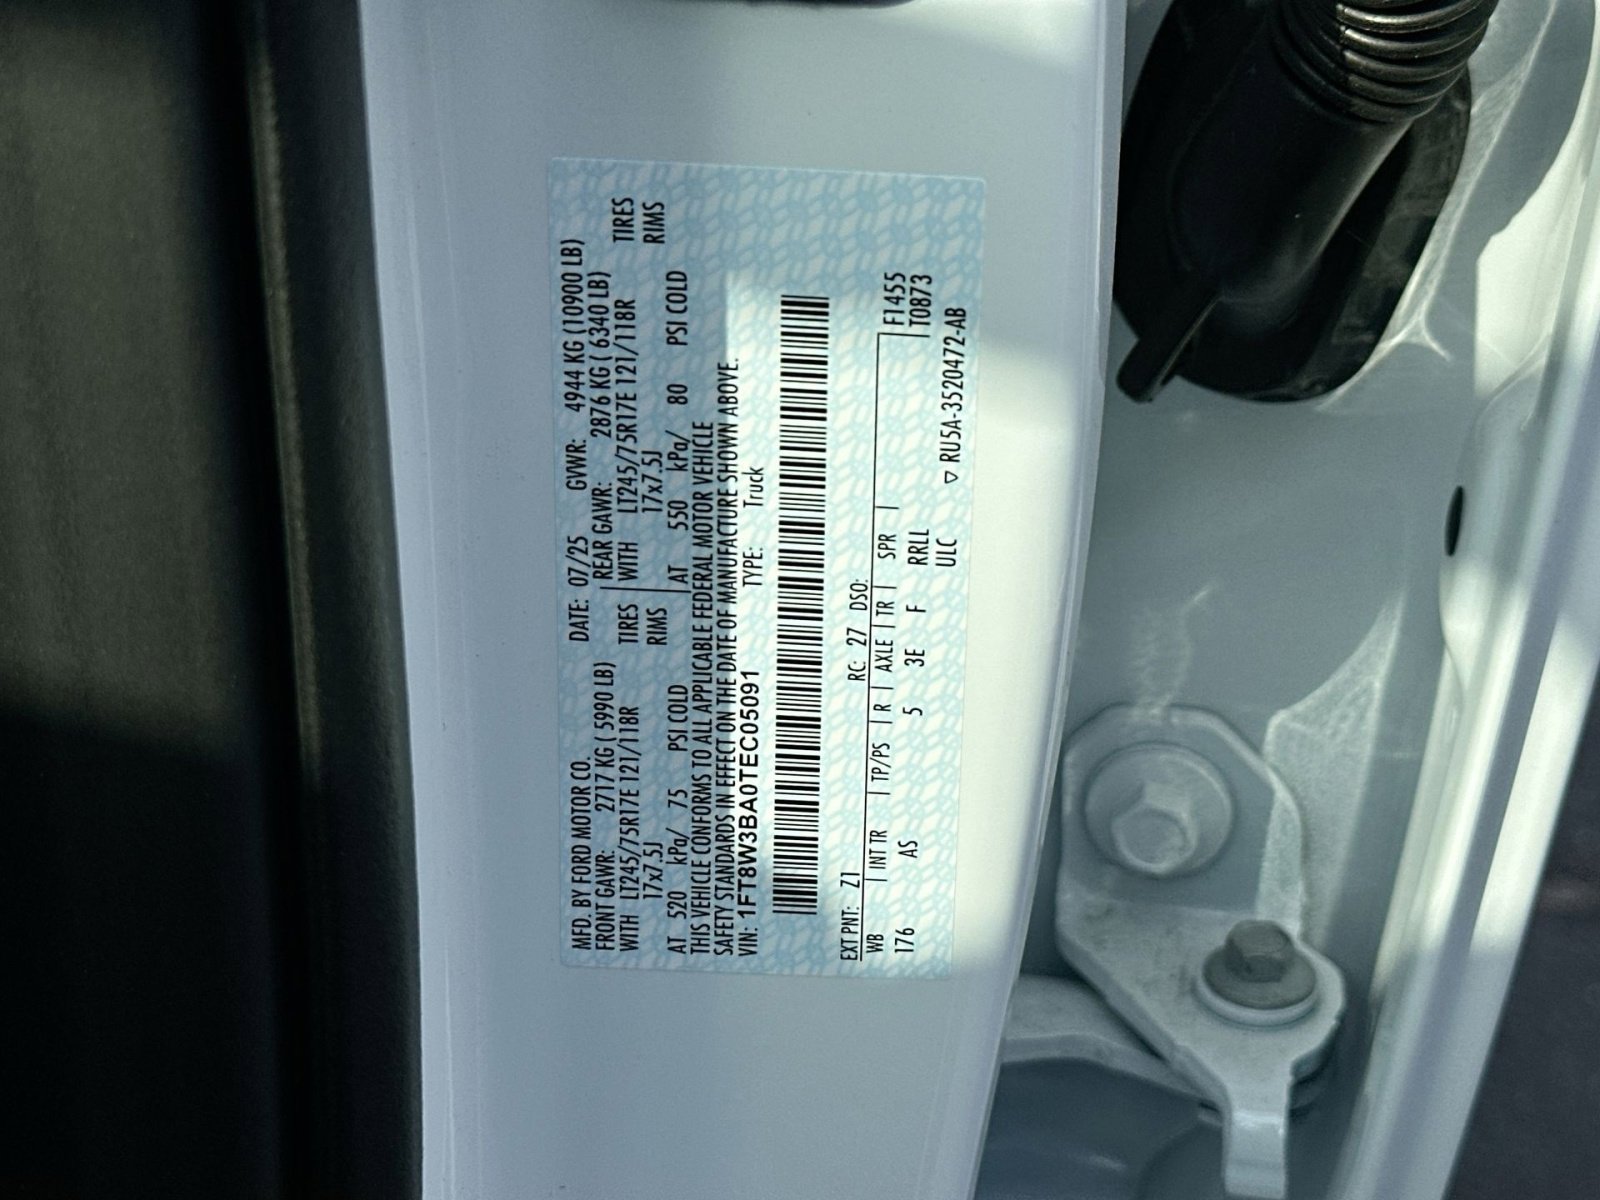 MFD. BY FORD MOTOR CO. DATE: 07/25 GVWR: 4944 KG (10900 LB)
FRONT GAWR: 2717 KG ( 5990 LB) REAR GAWR: 2876 KG ( 6340 LB)
WITH LT245/75R17E 121/118R TIRES WITH LT245/75R17E 121/118R TIRES
17x7.5J RIMS 17x7.5J RIMS
AT 520 kPa/ 75 PSI COLD AT 550 kPa/ 80 PSI COLD
THIS VEHICLE CONFORMS TO ALL APPLICABLE FEDERAL MOTOR VEHICLE
SAFETY STANDARDS IN EFFECT ON THE DATE OF MANUFACTURE SHOWN ABOVE.
VIN: 1FT8W3BA0TEC05091 TYPE: Truck
EXT PNT: Z1 RC: 27 DSO:
WB | INT TR | TP/PS | R | AXLE | TR | SPR | F1455
176 AS 5 3E F RRLL T0873
ULC ▽ RU5A-3520472-AB